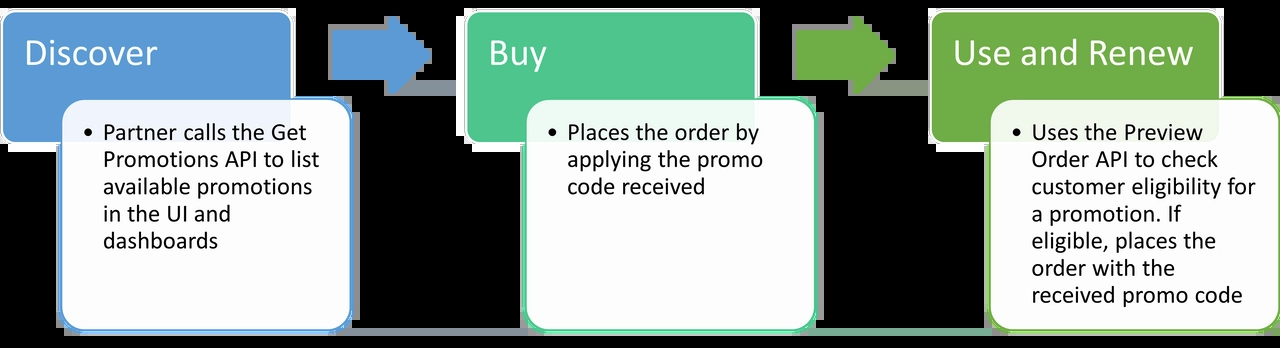 Discover
• Partner calls the Get
Promotions API to list
available promotions
in the UI and
dashboards
Buy
• Places the order by
applying the promo
code received
Use and Renew
• Uses the Preview
Order API to check
customer eligibility for
a promotion. If
eligible, places the
order with the
received promo code